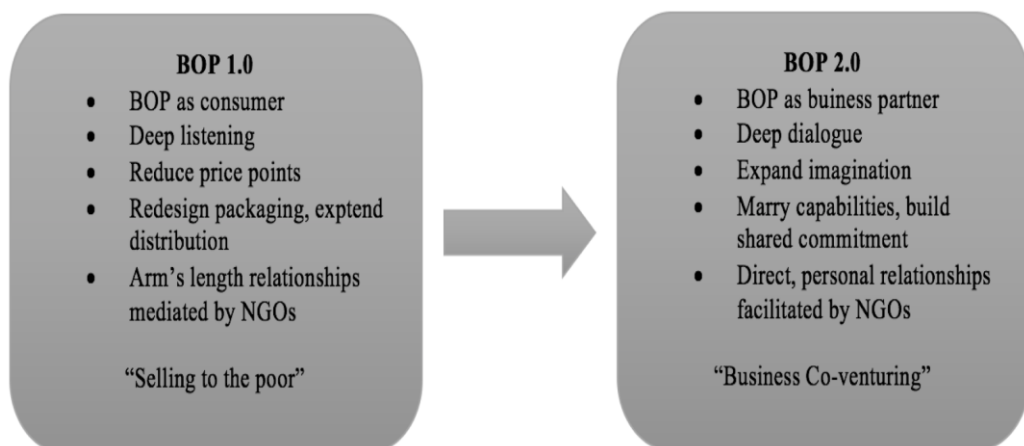 BOP 1.0
• BOP as consumer
• Deep listening
• Reduce price points
• Redesign packaging, exptend
distribution
• Arm's length relationships
mediated by NGOs
“Selling to the poor”
BOP 2.0
• BOP as buiness partner
• Deep dialogue
• Expand imagination
• Marry capabilities, build
shared commitment
• Direct, personal relationships
facilitated by NGOs
“Business Co-venturing”